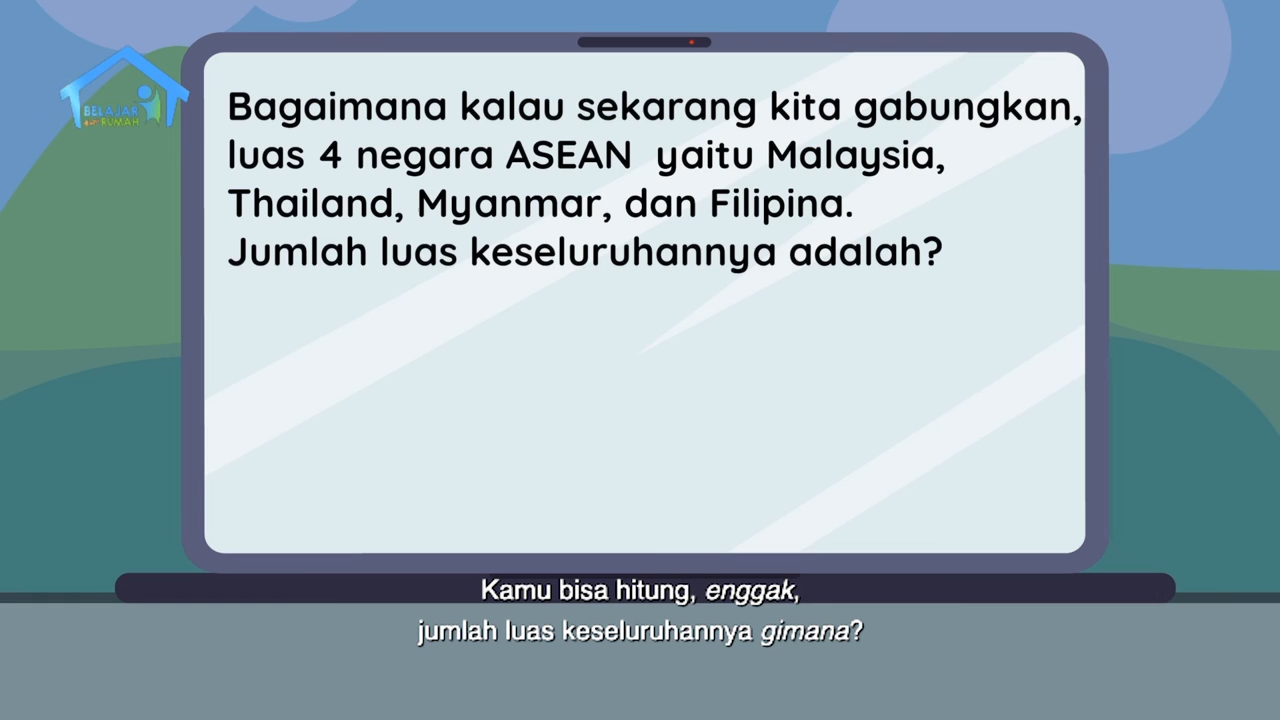 BELAJAR
dari RUMAH
Bagaimana kalau sekarang kita gabungkan,
luas 4 negara ASEAN yaitu Malaysia,
Thailand, Myanmar, dan Filipina.
Jumlah luas keseluruhannya adalah?
Kamu bisa hitung, enggak,
jumlah luas keseluruhannya gimana?